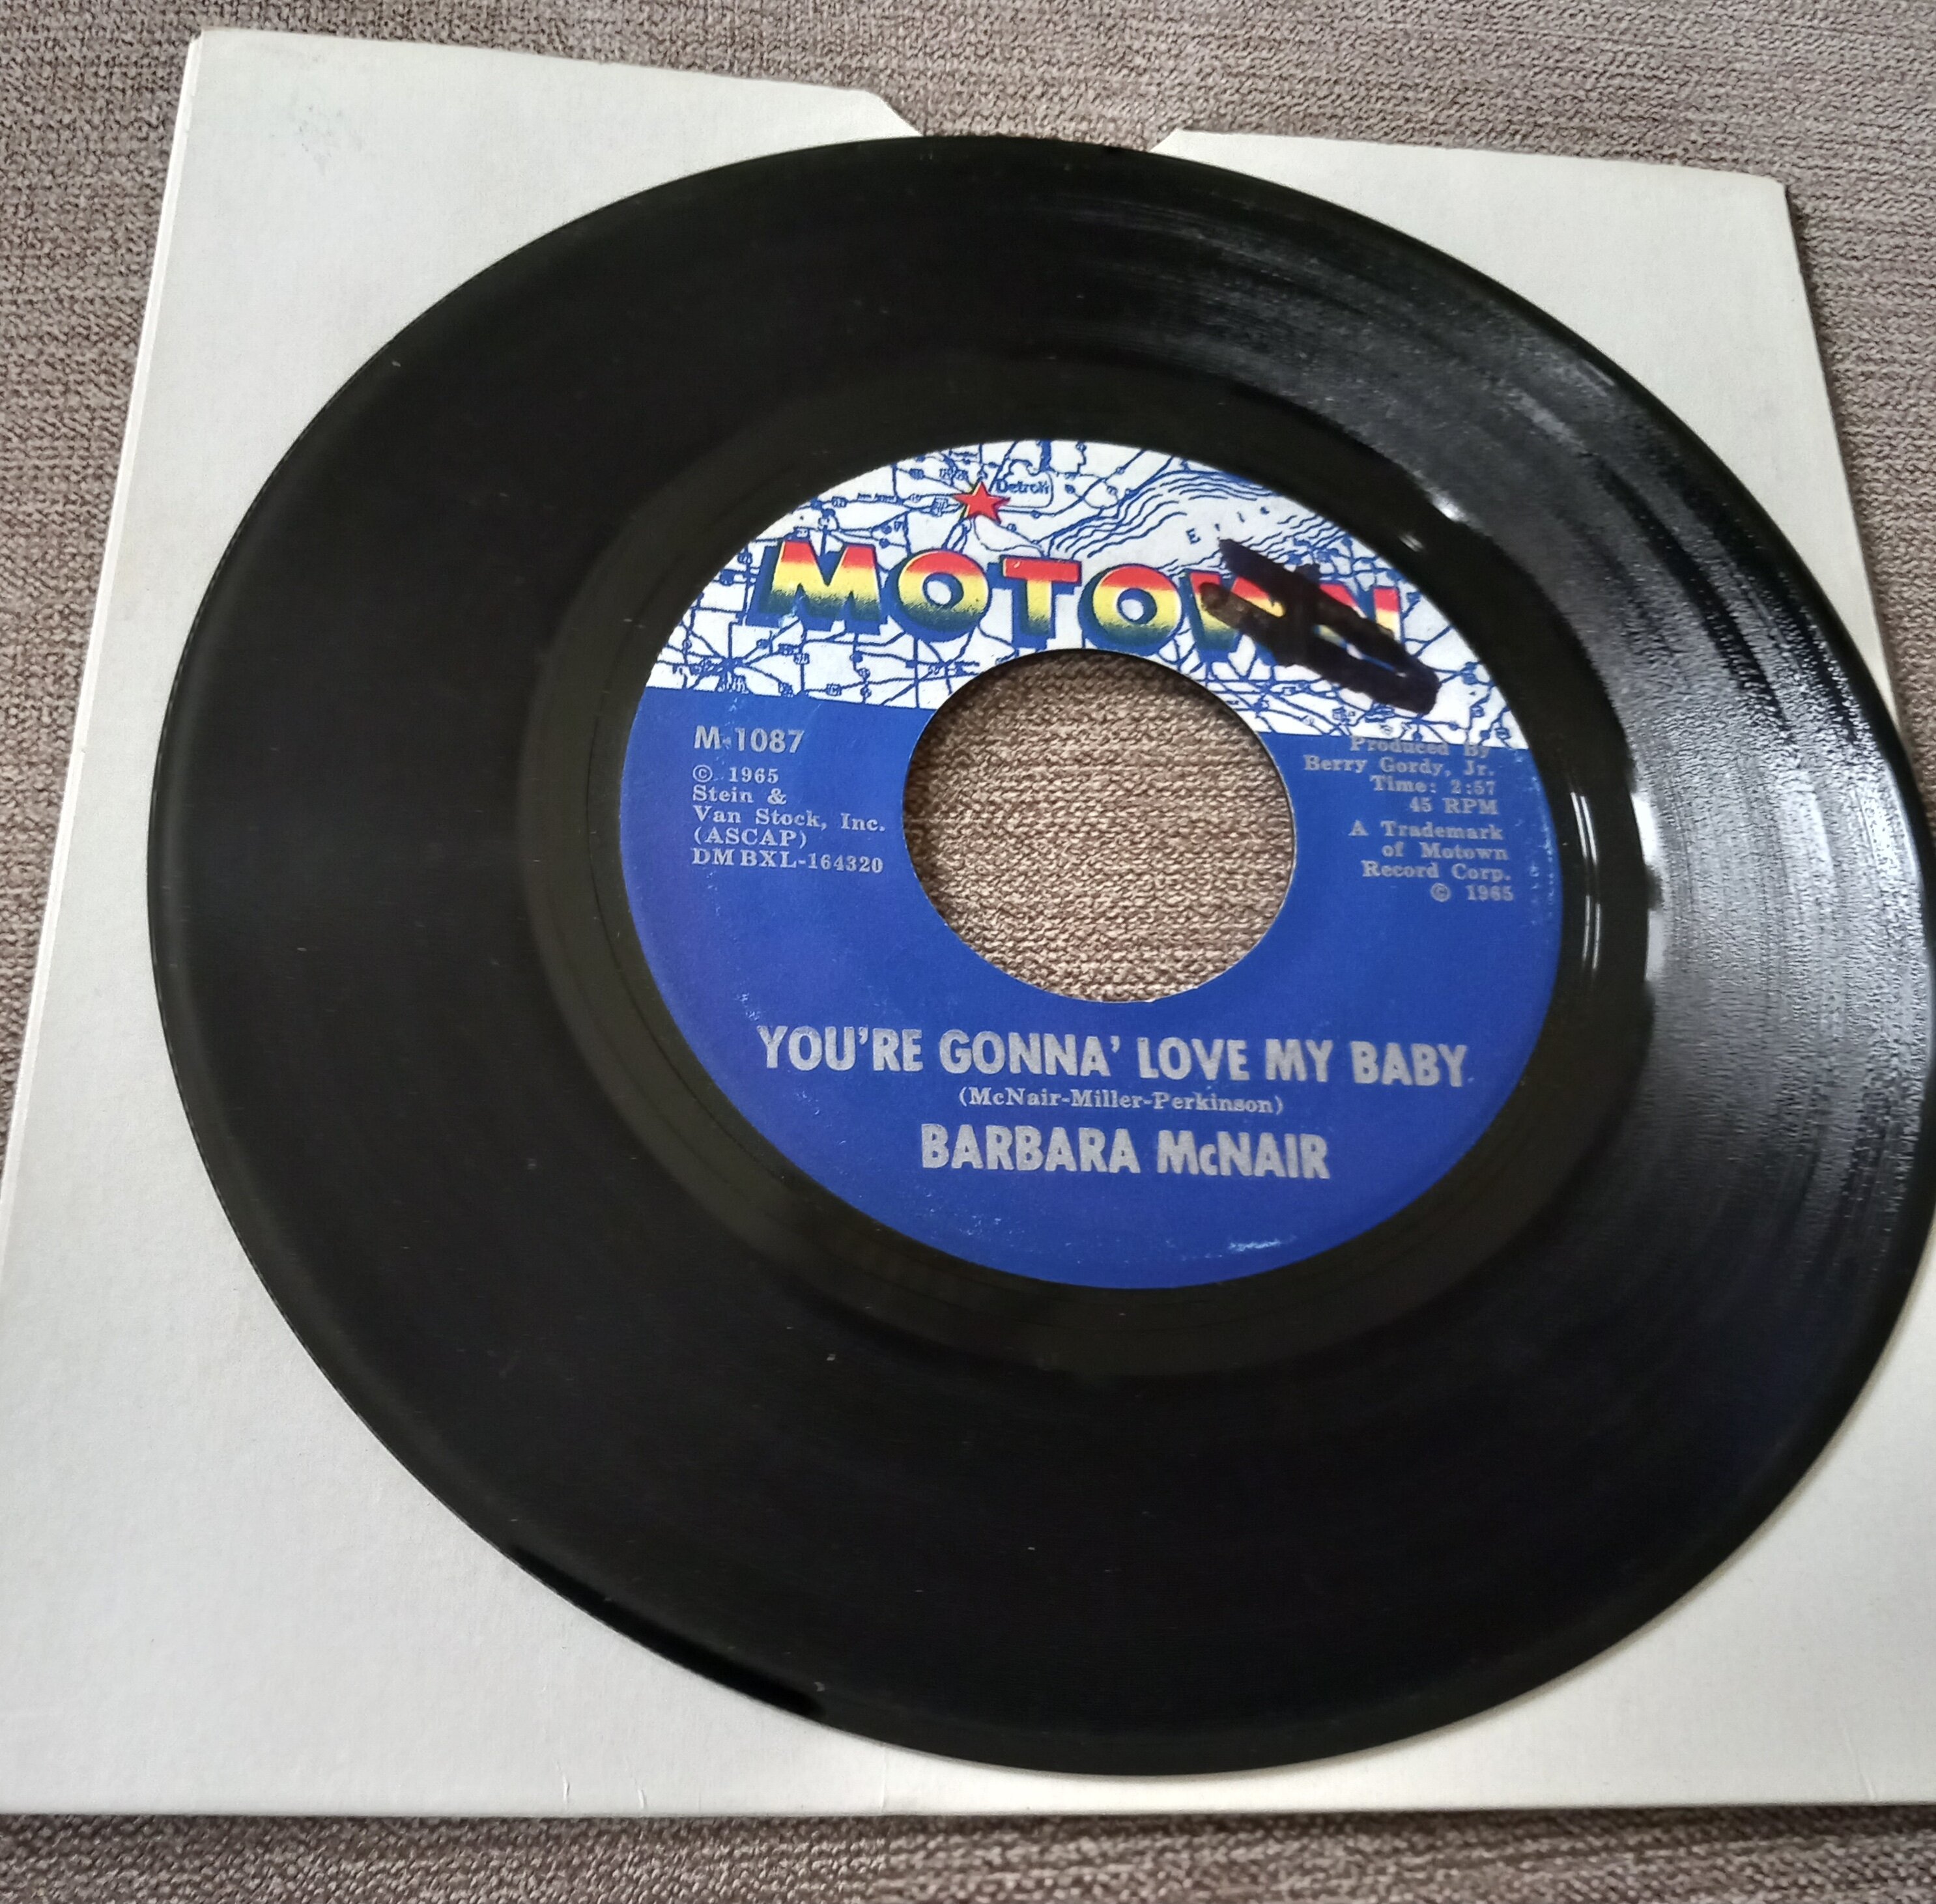 Detroit
Erie
MOTOWN
M-1087
© 1965
Stein &
Van Stock, Inc.
(ASCAP)
DM BXL-164320
Produced By
Berry Gordy, Jr.
Time: 2:57
45 RPM
A Trademark
of Motown
Record Corp.
© 1965
YOU'RE GONNA' LOVE MY BABY
(McNair-Miller-Perkinson)
BARBARA McNAIR